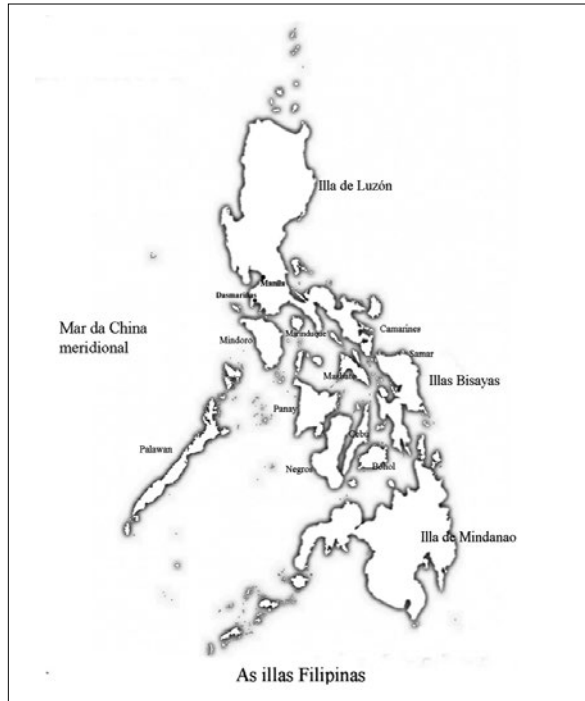 Illa de Luzón
Manila
Dasmariñas
Mar da China
meridional
Mindoro
Marinduque
Camarines
Samar
Masbate
Illas Bisayas
Panay
Cebú
Palawan
Negros
Bohol
Illa de Mindanao
As illas Filipinas